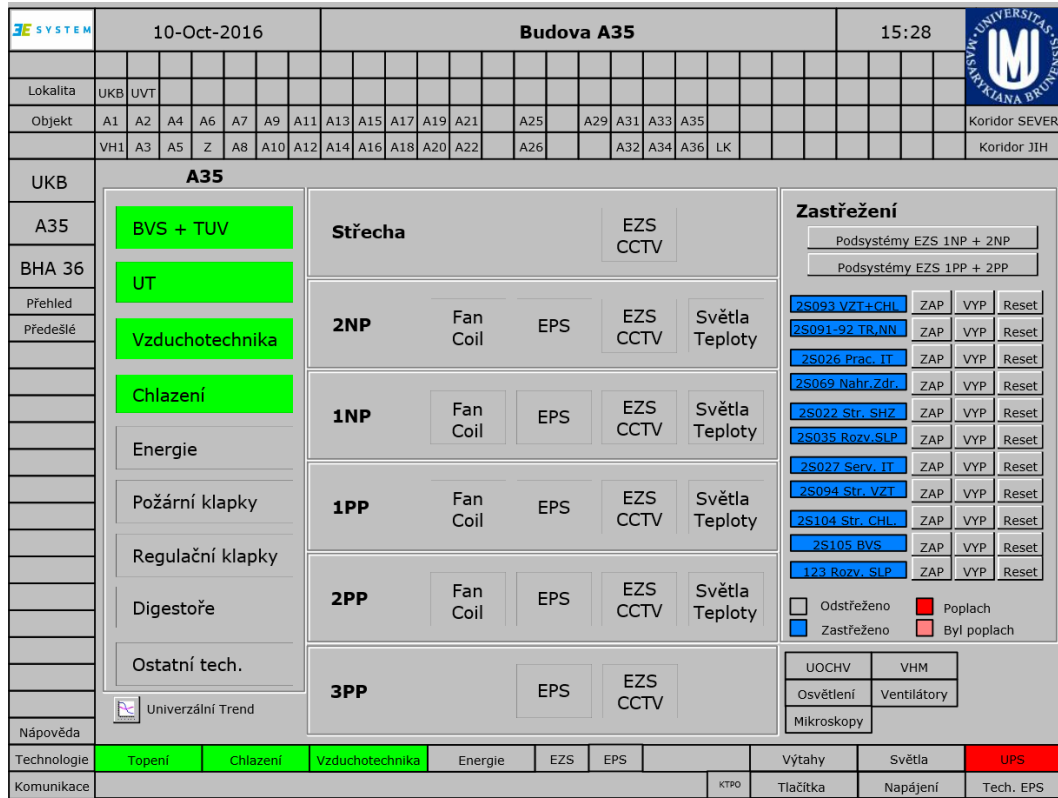 ƎE SYSTEM 10-Oct-2016 Budova A35 15:28
UNIVERSITAS MASARYKIANA BRUNENSIS
Lokalita UKB UVT
Objekt A1 A2 A4 A6 A7 A9 A11 A13 A15 A17 A19 A21 A25 A29 A31 A33 A35 Koridor SEVER
VH1 A3 A5 Z A8 A10 A12 A14 A16 A18 A20 A22 A26 A32 A34 A36 LK Koridor JIH
UKB
A35
BHA 36
Přehled
Předešlé
Nápověda
A35
BVS + TUV
UT
Vzduchotechnika
Chlazení
Energie
Požární klapky
Regulační klapky
Digestoře
Ostatní tech.
Univerzální Trend
Střecha EZS
CCTV
2NP Fan EPS EZS Světla
Coil CCTV Teploty
1NP Fan EPS EZS Světla
Coil CCTV Teploty
1PP Fan EPS EZS Světla
Coil CCTV Teploty
2PP Fan EPS EZS Světla
Coil CCTV Teploty
3PP EPS EZS
CCTV
Zastřežení
Podsystémy EZS 1NP + 2NP
Podsystémy EZS 1PP + 2PP
2S093 VZT+CHL ZAP VYP Reset
2S091-92 TR,NN ZAP VYP Reset
2S026 Prac. IT ZAP VYP Reset
2S069 Nahr.Zdr. ZAP VYP Reset
2S022 Str. SHZ ZAP VYP Reset
2S035 Rozv.SLP ZAP VYP Reset
2S027 Serv. IT ZAP VYP Reset
2S094 Str. VZT ZAP VYP Reset
2S104 Str. CHL. ZAP VYP Reset
2S105 BVS ZAP VYP Reset
123 Rozv. SLP ZAP VYP Reset
Odstřeženo Poplach
Zastřeženo Byl poplach
UOCHV VHM
Osvětlení Ventilátory
Mikroskopy
Technologie Topení Chlazení Vzduchotechnika Energie EZS EPS Výtahy Světla UPS
Komunikace KTPO Tlačítka Napájení Tech. EPS